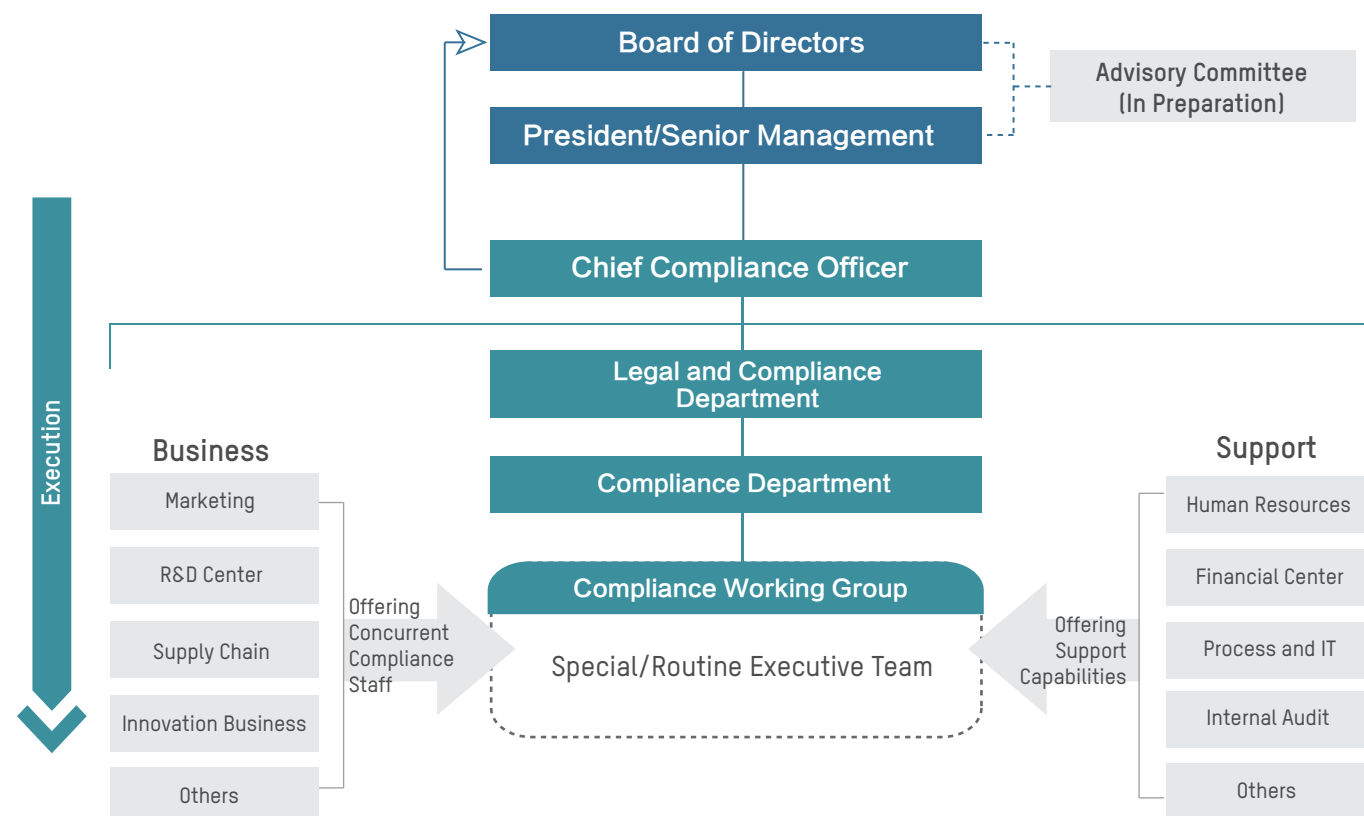 Board of Directors
Advisory Committee
(In Preparation)
President/Senior Management
Chief Compliance Officer
Legal and Compliance
Department
Compliance Department
Compliance Working Group
Special/Routine Executive Team
Execution
Business
Marketing
R&D Center
Supply Chain
Innovation Business
Others
Offering
Concurrent
Compliance
Staff
Support
Human Resources
Financial Center
Process and IT
Internal Audit
Others
Offering
Support
Capabilities